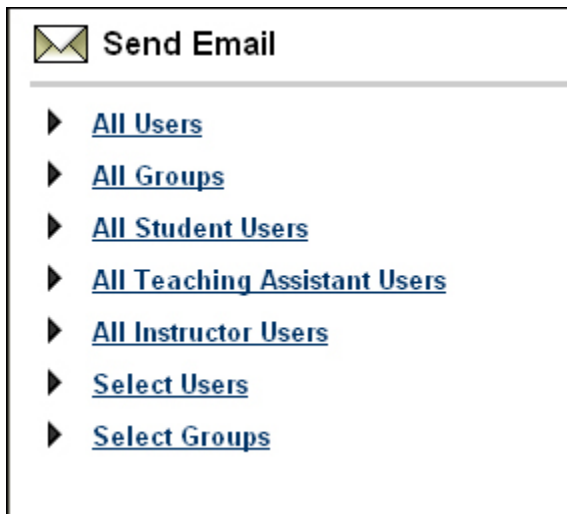 Send Email
All Users
All Groups
All Student Users
All Teaching Assistant Users
All Instructor Users
Select Users
Select Groups